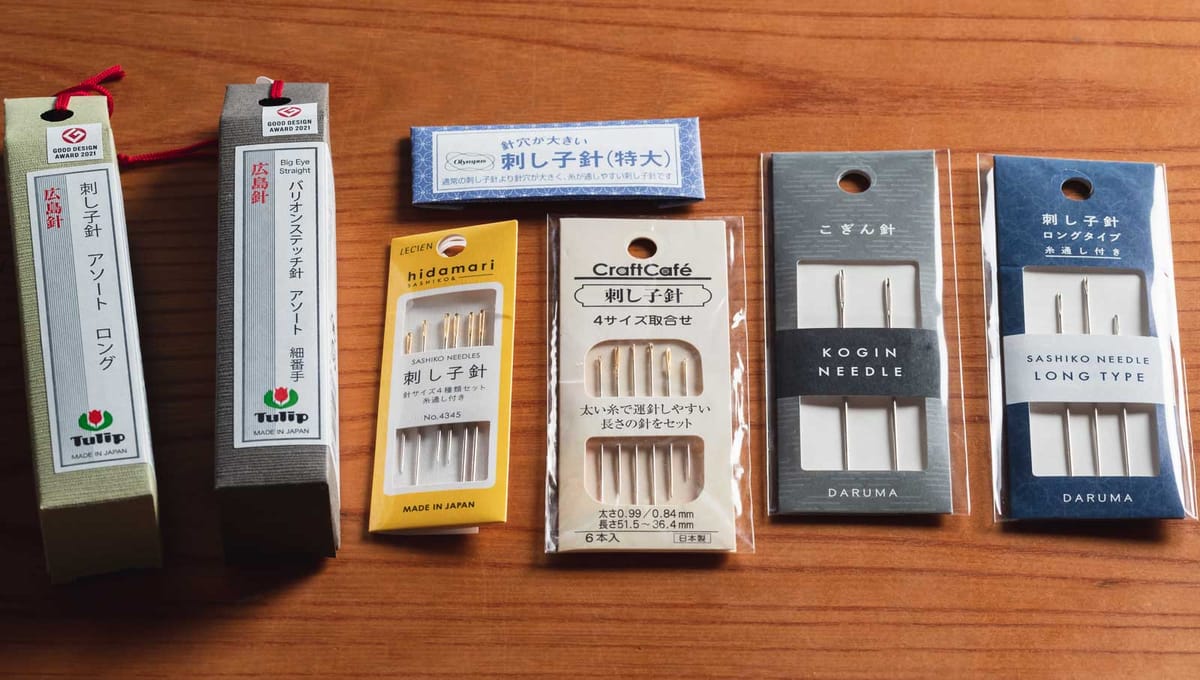 GOOD DESIGN
AWARD 2021
広島針
刺し子針 アソート ロング
Tulip
MADE IN JAPAN
GOOD DESIGN
AWARD 2021
Big Eye
Straight
広島針
バリオンステッチ針 アソート 細番手
Tulip
MADE IN JAPAN
針穴が大きい
Olympus
刺し子針(特大)
通常の刺し子針より針穴が大きく、糸が通しやすい刺し子針です
LECIEN
hidamari
SASHIKO&
SASHIKO NEEDLES
刺し子針
針サイズ4種類セット
糸通し付き
No.4345
MADE IN JAPAN
CraftCafé
刺し子針
4サイズ取合せ
太い糸で運針しやすい
長さの針をセット
太さ0.99/0.84mm
長さ51.5~36.4mm
6本入
日本製
こぎん針
KOGIN
NEEDLE
DARUMA
刺し子針
ロングタイプ
糸通し付き
SASHIKO NEEDLE
LONG TYPE
DARUMA